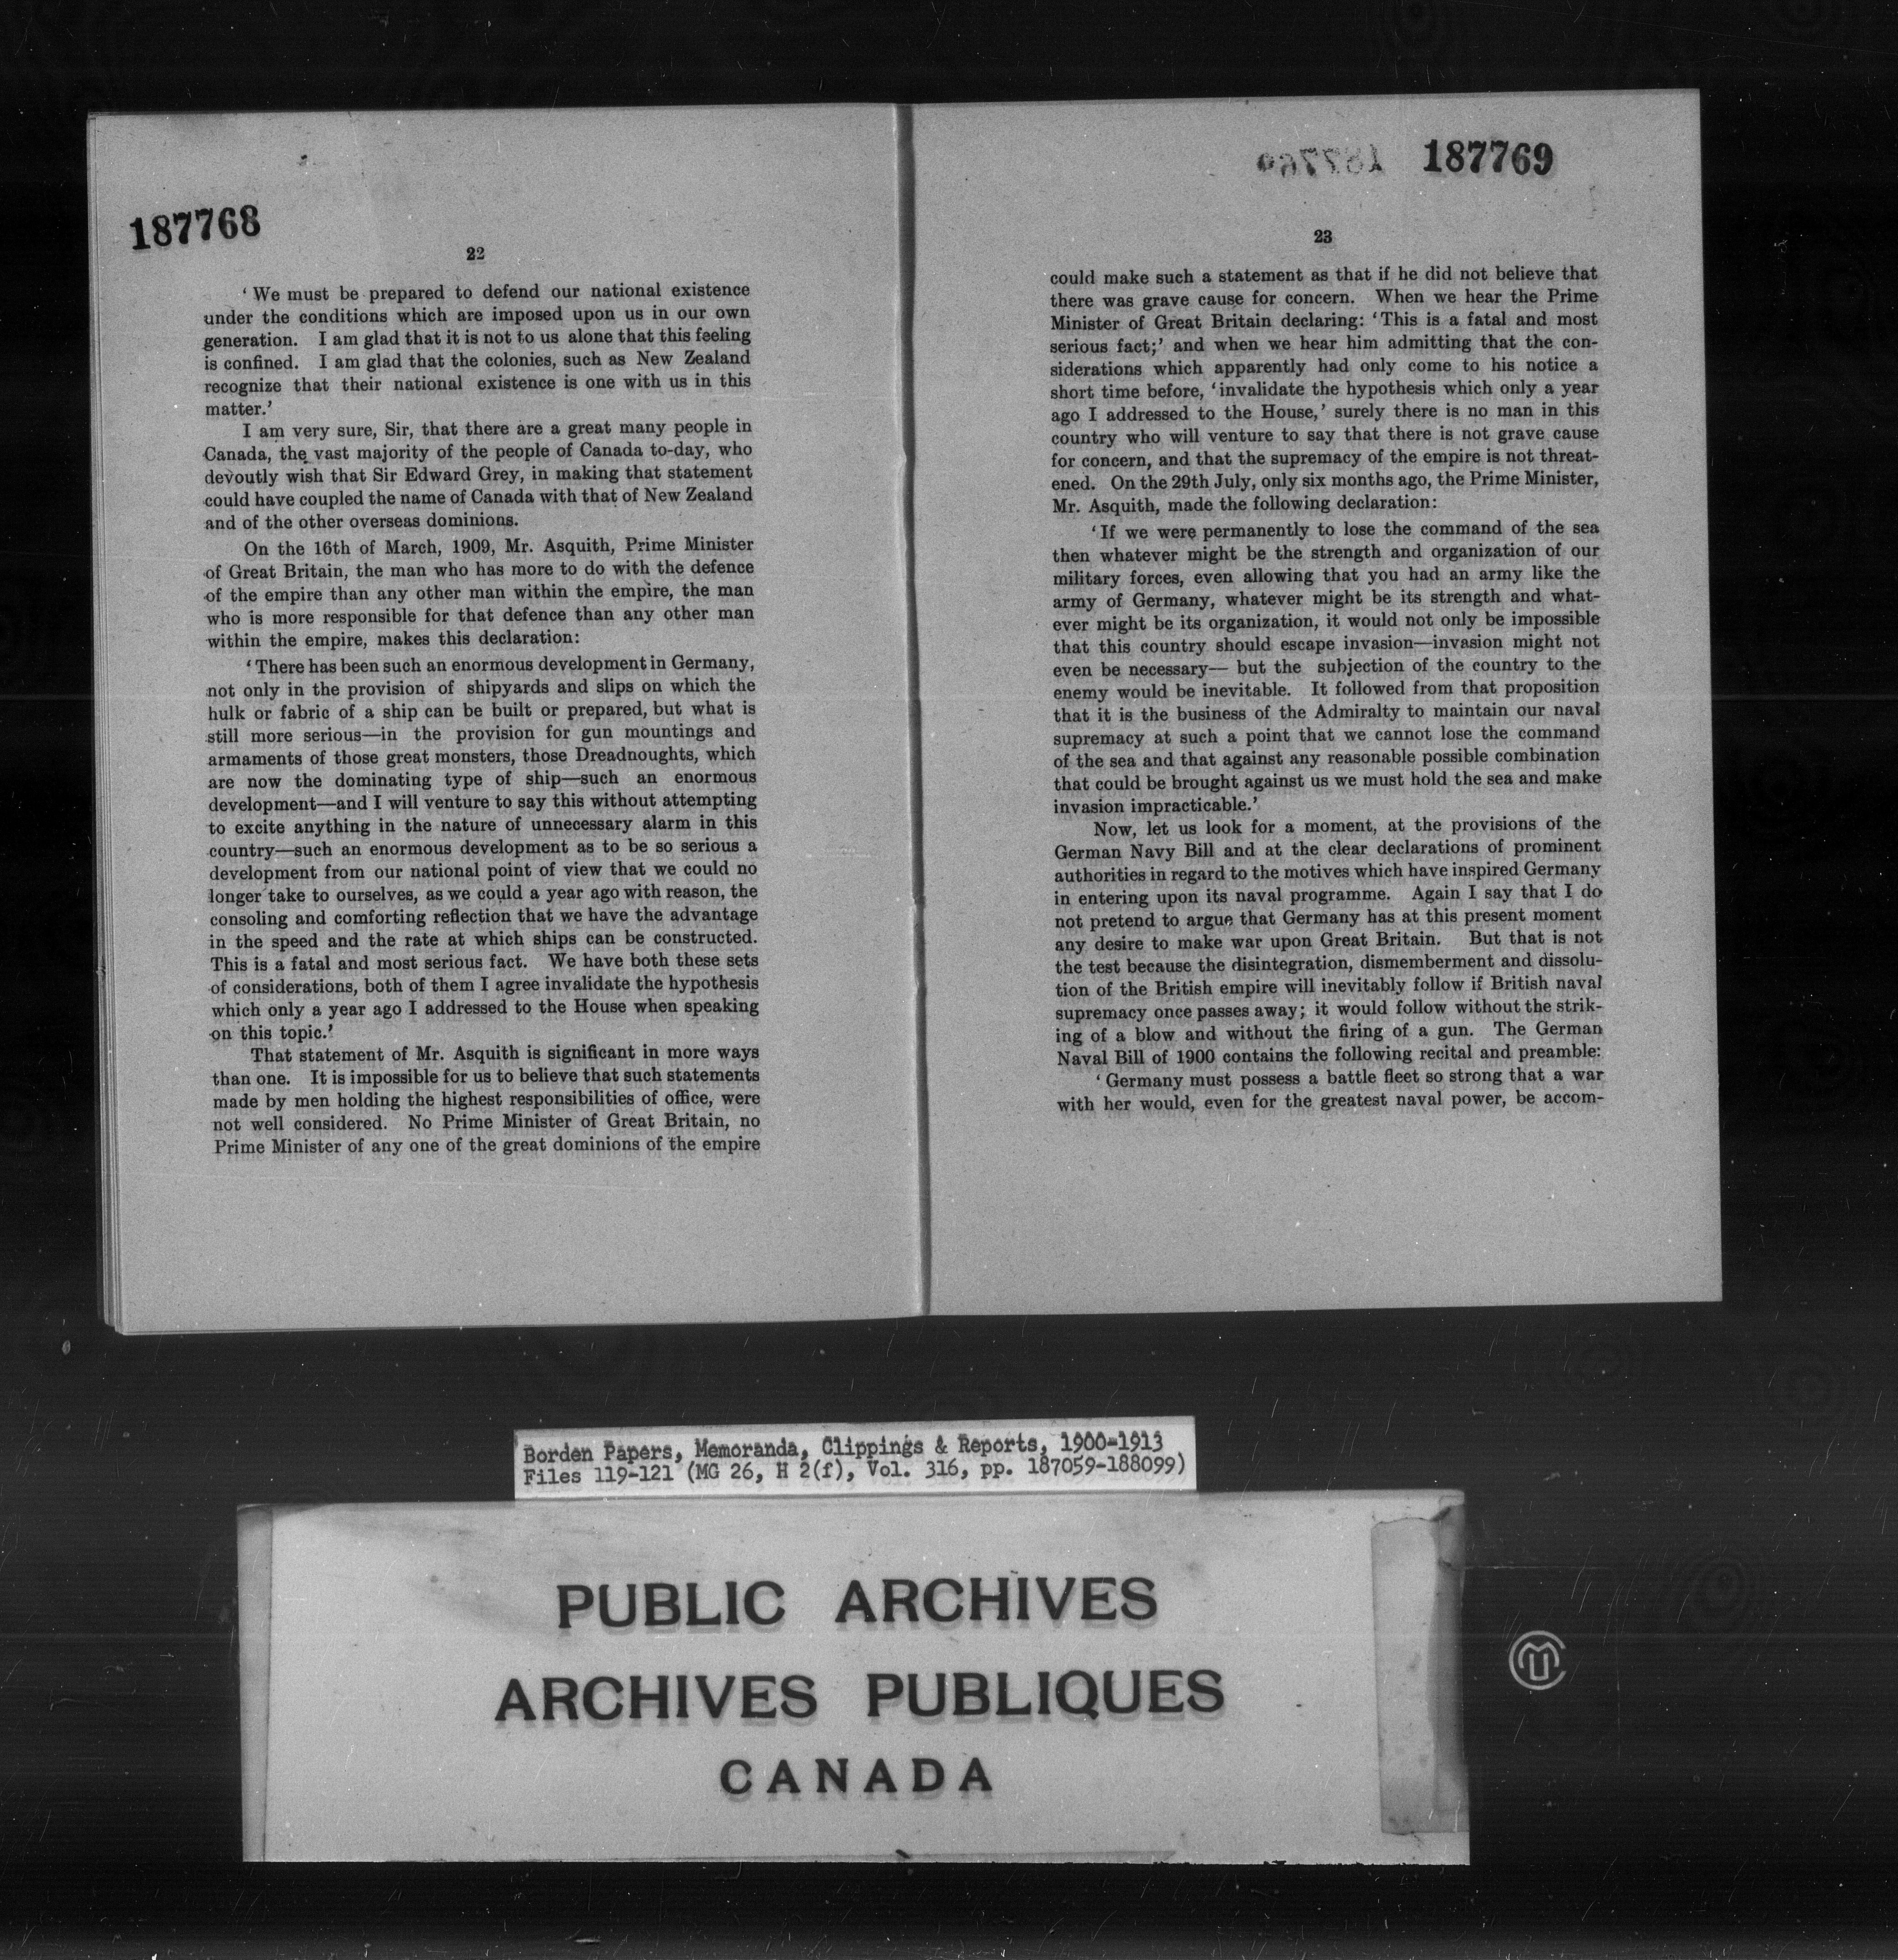 187768
22
' We must be prepared to defend our national existence
under the conditions which are imposed upon us in our own
generation. I am glad that it is not to us alone that this feeling
is confined. I am glad that the colonies, such as New Zealand
recognize that their national existence is one with us in this
matter.'
I am very sure, Sir, that there are a great many people in
Canada, the vast majority of the people of Canada to-day, who
devoutly wish that Sir Edward Grey, in making that statement
could have coupled the name of Canada with that of New Zealand
and of the other overseas dominions.
On the 16th of March, 1909, Mr. Asquith, Prime Minister
of Great Britain, the man who has more to do with the defence
of the empire than any other man within the empire, the man
who is more responsible for that defence than any other man
within the empire, makes this declaration:
' There has been such an enormous development in Germany,
not only in the provision of shipyards and slips on which the
hulk or fabric of a ship can be built or prepared, but what is
still more serious—in the provision for gun mountings and
armaments of those great monsters, those Dreadnoughts, which
are now the dominating type of ship—such an enormous
development—and I will venture to say this without attempting
to excite anything in the nature of unnecessary alarm in this
country—such an enormous development as to be so serious a
development from our national point of view that we could no
longer take to ourselves, as we could a year ago with reason, the
consoling and comforting reflection that we have the advantage
in the speed and the rate at which ships can be constructed.
This is a fatal and most serious fact. We have both these sets
of considerations, both of them I agree invalidate the hypothesis
which only a year ago I addressed to the House when speaking
on this topic.'
That statement of Mr. Asquith is significant in more ways
than one. It is impossible for us to believe that such statements
made by men holding the highest responsibilities of office, were
not well considered. No Prime Minister of Great Britain, no
Prime Minister of any one of the great dominions of the empire
187769
23
could make such a statement as that if he did not believe that
there was grave cause for concern. When we hear the Prime
Minister of Great Britain declaring: 'This is a fatal and most
serious fact;' and when we hear him admitting that the con-
siderations which apparently had only come to his notice a
short time before, 'invalidate the hypothesis which only a year
ago I addressed to the House,' surely there is no man in this
country who will venture to say that there is not grave cause
for concern, and that the supremacy of the empire is not threat-
ened. On the 29th July, only six months ago, the Prime Minister,
Mr. Asquith, made the following declaration:
'If we were permanently to lose the command of the sea
then whatever might be the strength and organization of our
military forces, even allowing that you had an army like the
army of Germany, whatever might be its strength and what-
ever might be its organization, it would not only be impossible
that this country should escape invasion—invasion might not
even be necessary— but the subjection of the country to the
enemy would be inevitable. It followed from that proposition
that it is the business of the Admiralty to maintain our naval
supremacy at such a point that we cannot lose the command
of the sea and that against any reasonable possible combination
that could be brought against us we must hold the sea and make
invasion impracticable.'
Now, let us look for a moment, at the provisions of the
German Navy Bill and at the clear declarations of prominent
authorities in regard to the motives which have inspired Germany
in entering upon its naval programme. Again I say that I do
not pretend to argue that Germany has at this present moment
any desire to make war upon Great Britain. But that is not
the test because the disintegration, dismemberment and dissolu-
tion of the British empire will inevitably follow if British naval
supremacy once passes away; it would follow without the strik-
ing of a blow and without the firing of a gun. The German
Naval Bill of 1900 contains the following recital and preamble:
' Germany must possess a battle fleet so strong that a war
with her would, even for the greatest naval power, be accom-
Borden Papers, Memoranda, Clippings & Reports, 1900-1913
Files 119-121 (MG 26, H 2(f), Vol. 316, pp. 187059-188099)
PUBLIC ARCHIVES
ARCHIVES PUBLIQUES
CANADA